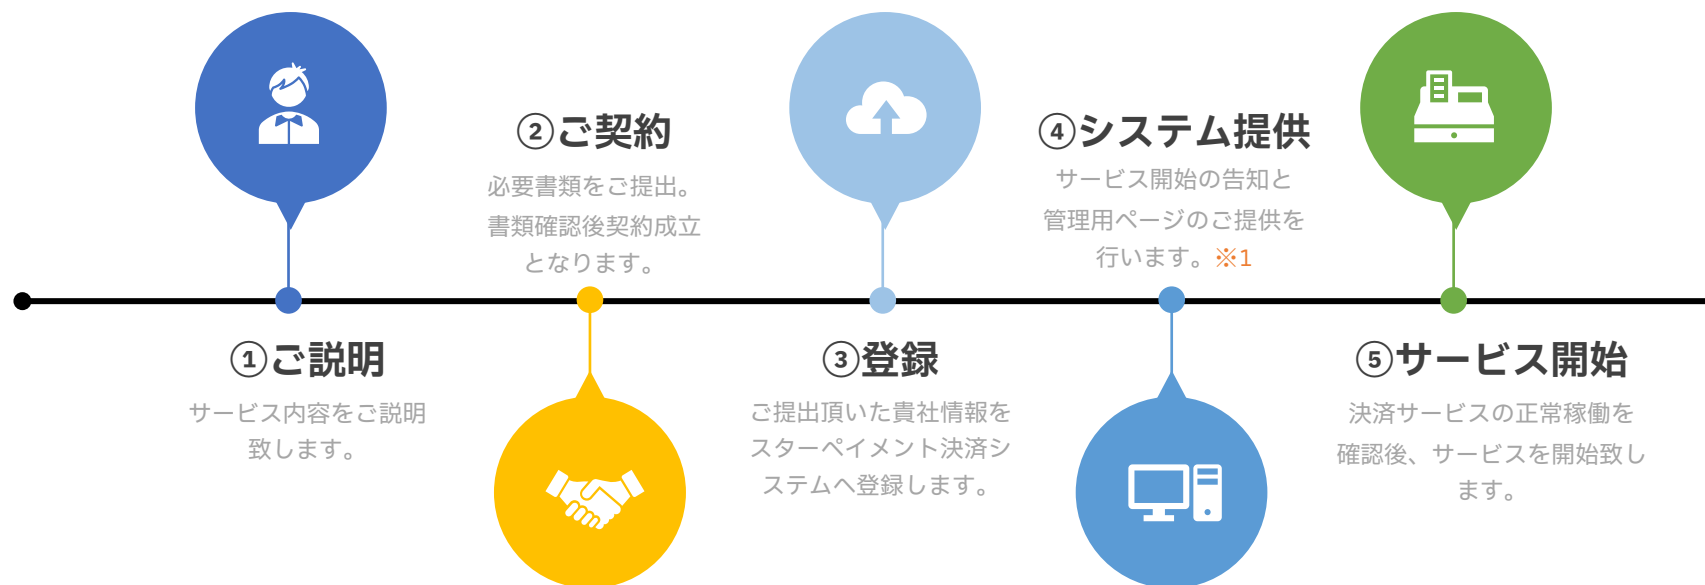 ①ご説明
サービス内容をご説明
致します。
②ご契約
必要書類をご提出。
書類確認後契約成立
となります。
③登録
ご提出頂いた貴社情報を
スターペイメント決済シ
ステムへ登録します。
④システム提供
サービス開始の告知と
管理用ページのご提供を
行います。※1
⑤サービス開始
決済サービスの正常稼働を
確認後、サービスを開始致し
ます。